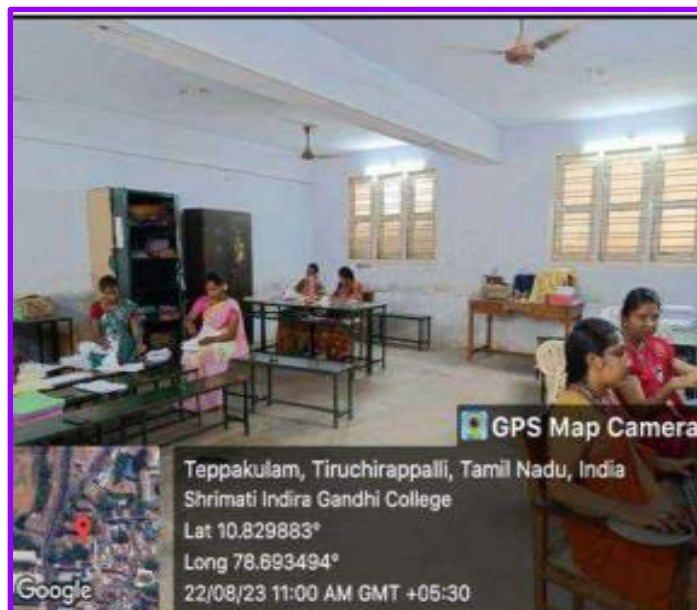 GPS Map Camera
Teppakulam, Tiruchirappalli, Tamil Nadu, India
Shrimati Indira Gandhi College
Lat 10.829883°
Long 78.693494°
22/08/23 11:00 AM GMT +05:30
Google